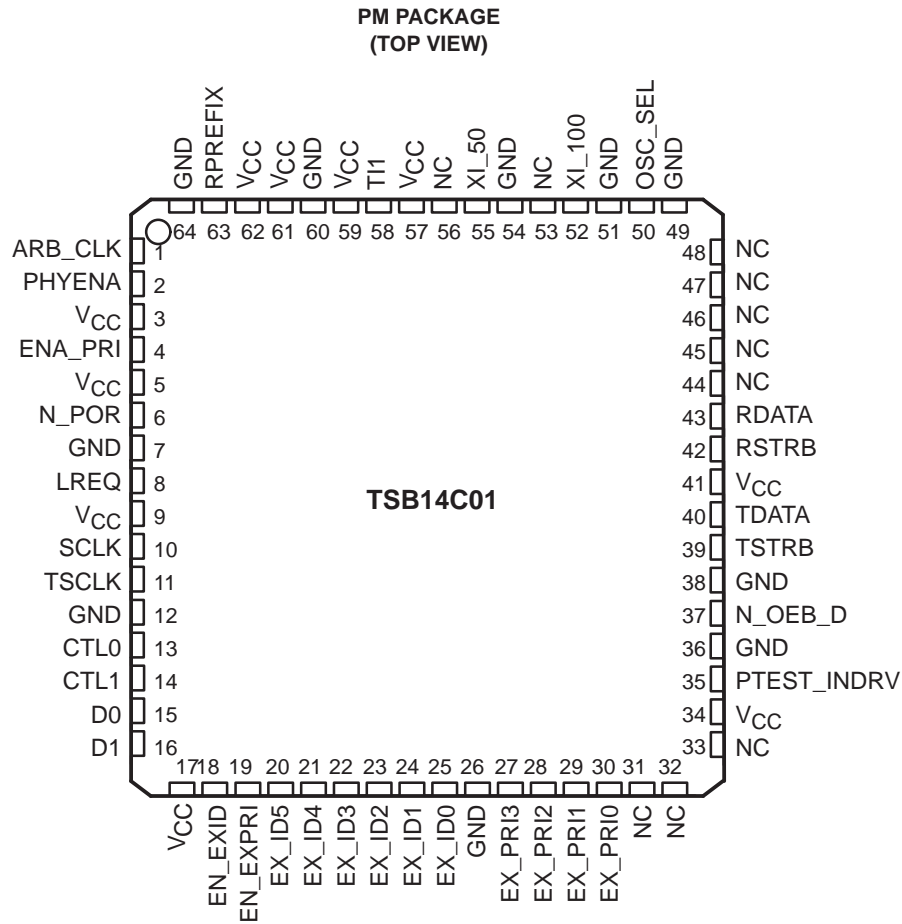 PM PACKAGE
(TOP VIEW)
GND
RPREFIX
VCC
VCC
GND
VCC
TI1
VCC
NC
XI_50
GND
NC
XI_100
GND
OSC_SEL
GND
64 63 62 61 60 59 58 57 56 55 54 53 52 51 50 49
ARB_CLK 1
PHYENA 2
VCC 3
ENA_PRI 4
VCC 5
N_POR 6
GND 7
LREQ 8
VCC 9
SCLK 10
TSCLK 11
GND 12
CTL0 13
CTL1 14
D0 15
D1 16
TSB14C01
48 NC
47 NC
46 NC
45 NC
44 NC
43 RDATA
42 RSTRB
41 VCC
40 TDATA
39 TSTRB
38 GND
37 N_OEB_D
36 GND
35 PTEST_INDRV
34 VCC
33 NC
17 18 19 20 21 22 23 24 25 26 27 28 29 30 31 32
VCC
EN_EXID
EN_EXPRI
EX_ID5
EX_ID4
EX_ID3
EX_ID2
EX_ID1
EX_ID0
GND
EX_PRI3
EX_PRI2
EX_PRI1
EX_PRI0
NC
NC